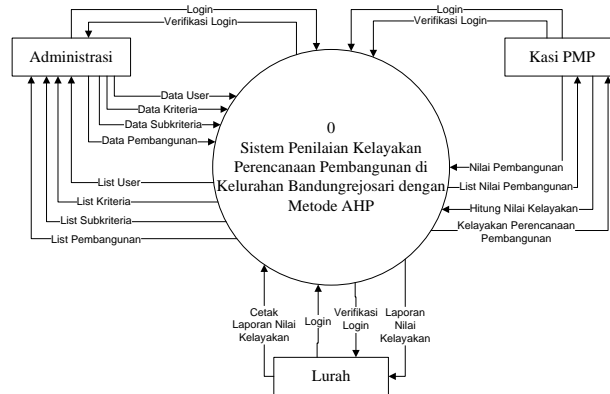 Login
Verifikasi Login
Administrasi
Data User
Data Kriteria
Data Subkriteria
Data Pembangunan
List User
List Kriteria
List Subkriteria
List Pembangunan
0
Sistem Penilaian Kelayakan
Perencanaan Pembangunan di
Kelurahan Bandungrejosari dengan
Metode AHP
Login
Verifikasi Login
Kasi PMP
Nilai Pembangunan
List Nilai Pembangunan
Hitung Nilai Kelayakan
Kelayakan Perencanaan
Pembangunan
Cetak
Laporan Nilai
Kelayakan
Login
Verifikasi
Login
Laporan
Nilai
Kelayakan
Lurah